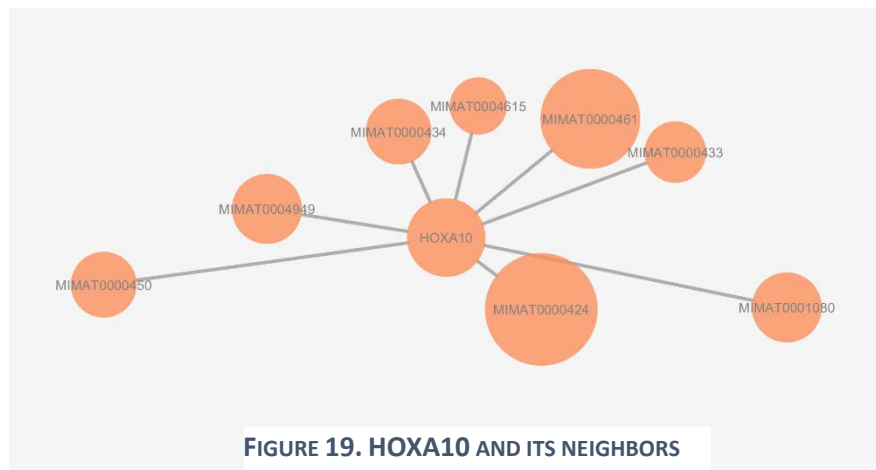 MIMAT0004615
MIMAT0000461
MIMAT0000434
MIMAT0000433
MIMAT0004949
HOXA10
MIMAT0000450
MIMAT0000424
MIMAT0001080
FIGURE 19. HOXA10 AND ITS NEIGHBORS